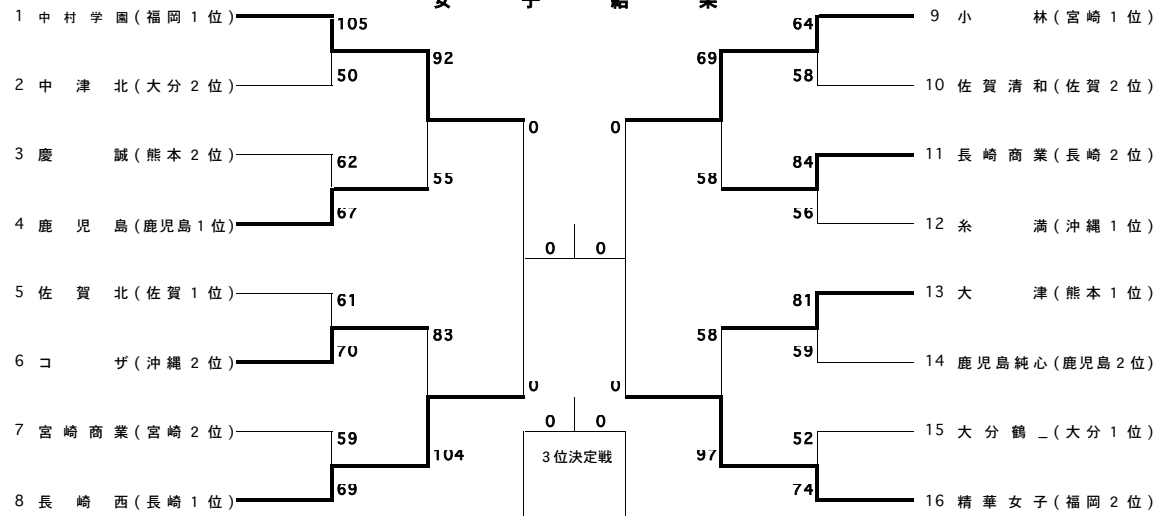 女子結果
1 中村学園(福岡1位)
105
50
2 中津北(大分2位)
92
3 慶誠(熊本2位)
62
67
4 鹿児島(鹿児島1位)
55
0
5 佐賀北(佐賀1位)
61
70
6 コザ(沖縄2位)
83
7 宮崎商業(宮崎2位)
59
69
8 長崎西(長崎1位)
104
0
0 0
0 0
3位決定戦
9 小林(宮崎1位)
64
58
10 佐賀清和(佐賀2位)
69
11 長崎商業(長崎2位)
84
56
12 糸満(沖縄1位)
58
0
13 大津(熊本1位)
81
59
14 鹿児島純心(鹿児島2位)
58
15 大分鶴_(大分1位)
52
74
16 精華女子(福岡2位)
97
0